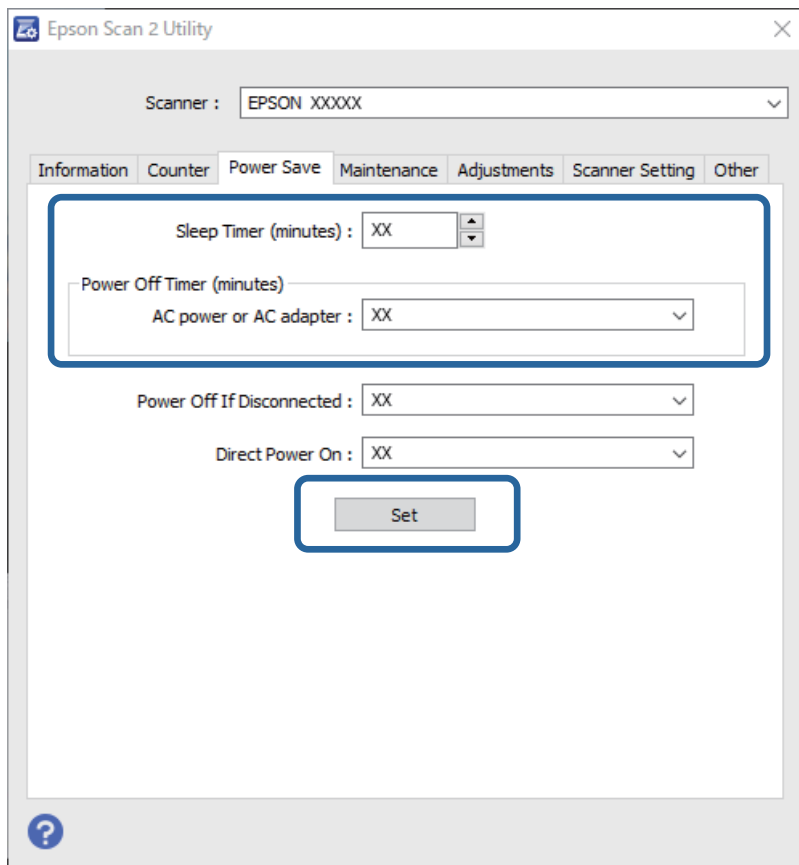 Epson Scan 2 Utility
Scanner : EPSON XXXXX
Information Counter Power Save Maintenance Adjustments Scanner Setting Other
Sleep Timer (minutes) : XX
Power Off Timer (minutes)
AC power or AC adapter : XX
Power Off If Disconnected : XX
Direct Power On : XX
Set
?